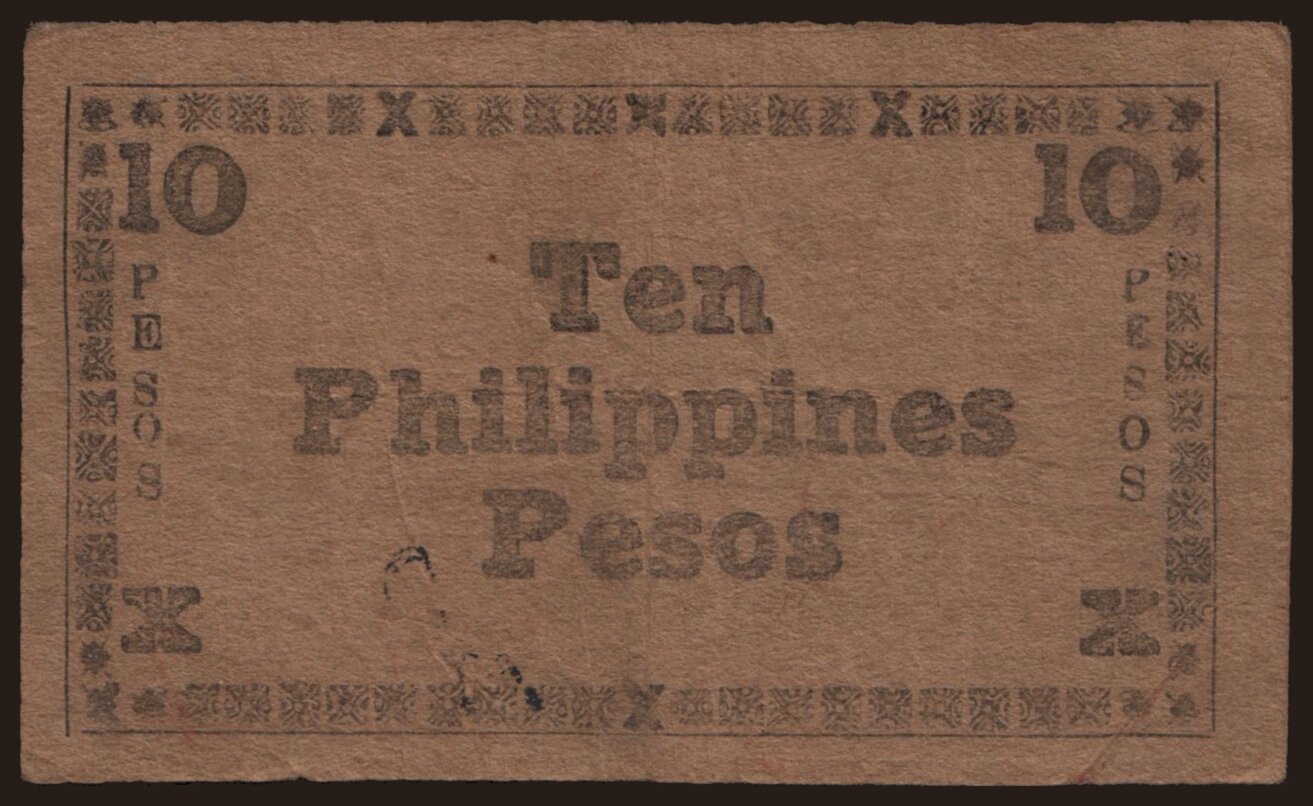 X X X
10 10
PESOS PESOS
Ten
Philippines
Pesos
X X
X